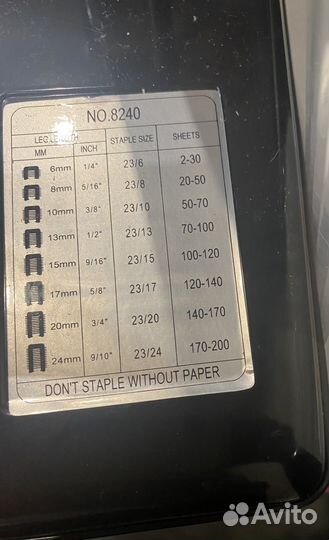 NO.8240
LEG LENGTH STAPLE SIZE SHEETS
MM INCH
6mm 1/4" 23/6 2-30
8mm 5/16" 23/8 20-50
10mm 3/8" 23/10 50-70
13mm 1/2" 23/13 70-100
15mm 9/16" 23/15 100-120
17mm 5/8" 23/17 120-140
20mm 3/4" 23/20 140-170
24mm 9/10" 23/24 170-200
DON'T STAPLE WITHOUT PAPER
Avito